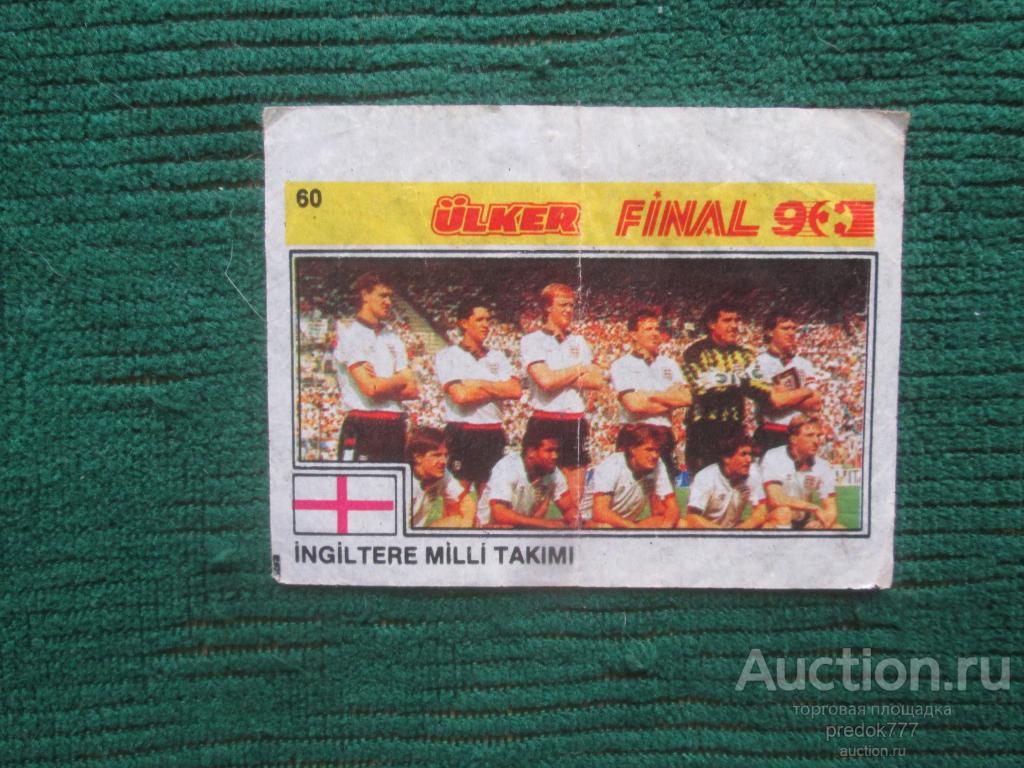 60
ÜLKER FİNAL 90
İNGİLTERE MİLLİ TAKIMI
Auction.ru
торговая площадка
predok777
auction.ru